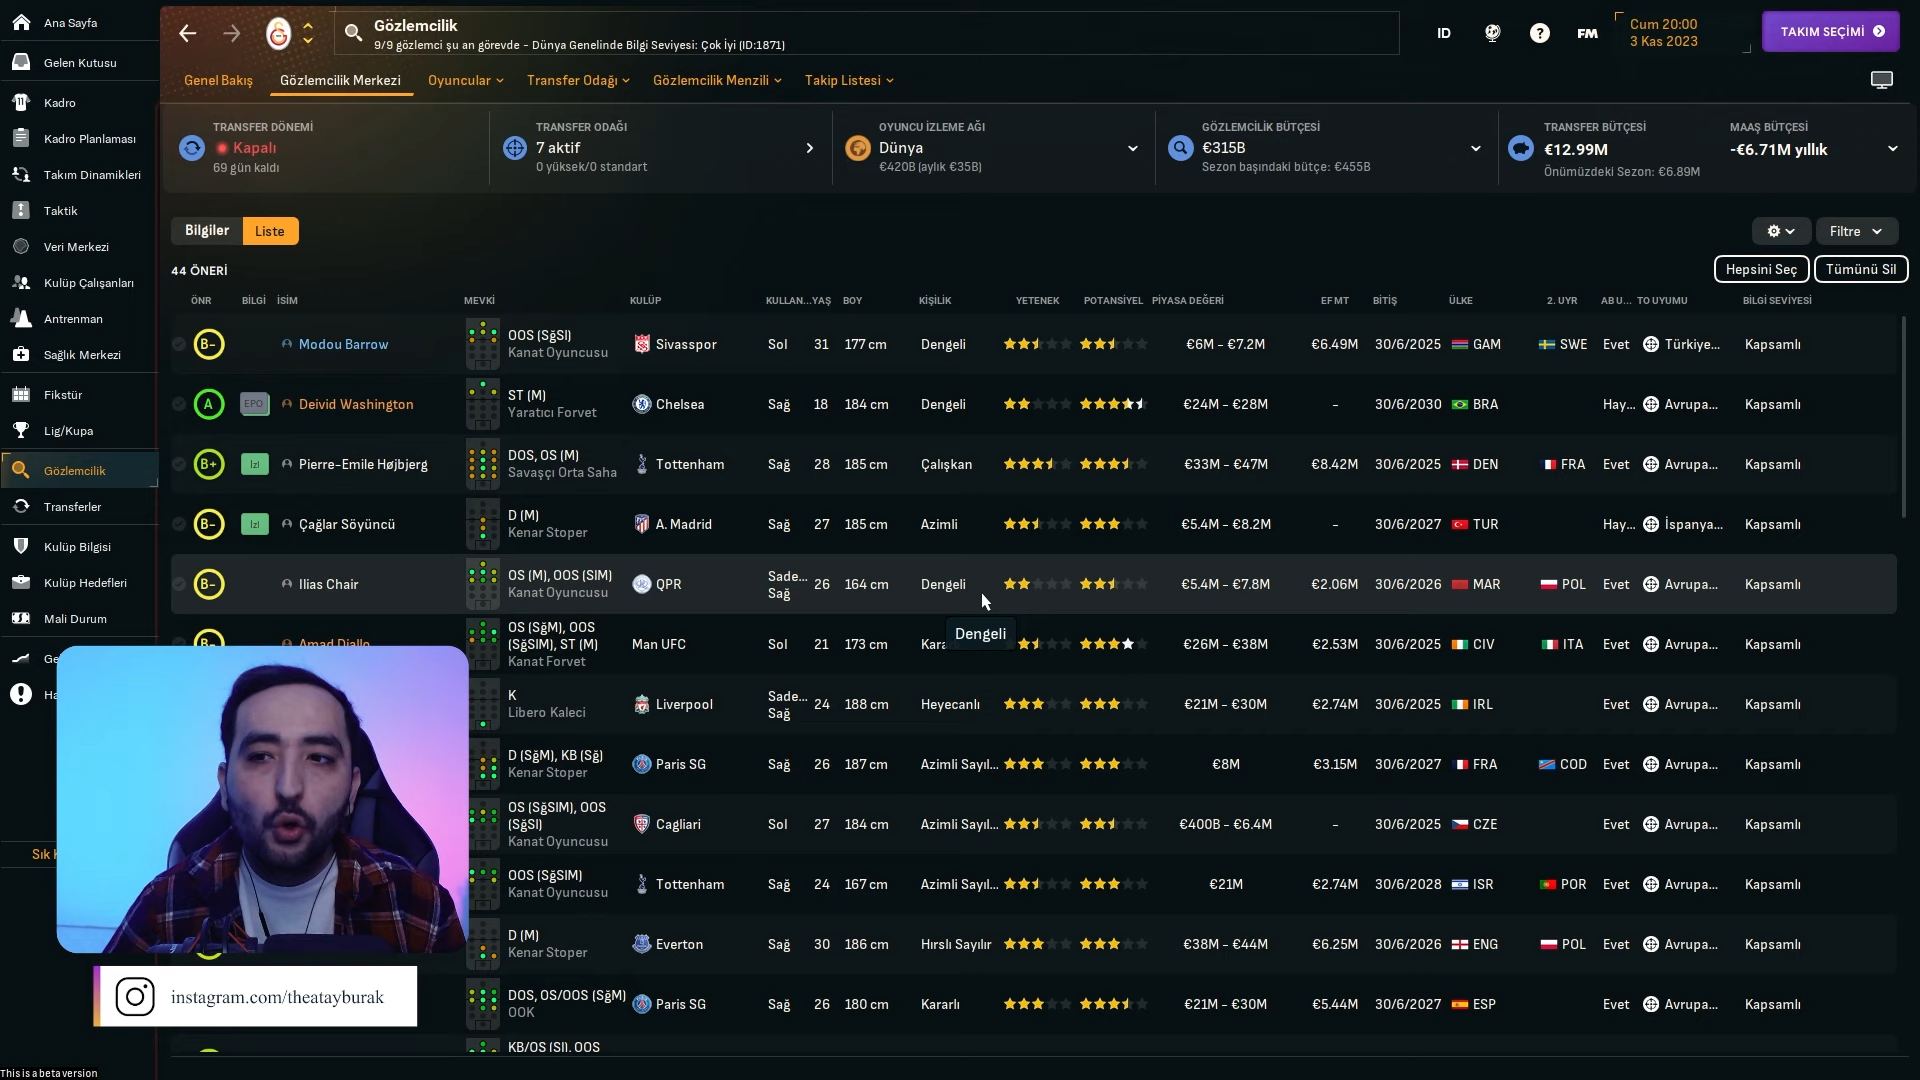 Ana Sayfa
Gelen Kutusu
Kadro
Kadro Planlaması
Takım Dinamikleri
Taktik
Veri Merkezi
Kulüp Çalışanları
Antrenman
Sağlık Merkezi
Fikstür
Lig/Kupa
Gözlemcilik
Transferler
Kulüp Bilgisi
Kulüp Hedefleri
Mali Durum
Gözlemcilik
9/9 gözlemci şu an görevde - Dünya Genelinde Bilgi Seviyesi: Çok İyi (ID:1871)
ID ? FM
Cum 20:00
3 Kas 2023
TAKIM SEÇİMİ
Genel Bakış Gözlemcilik Merkezi Oyuncular Transfer Odağı Gözlemcilik Menzili Takip Listesi
TRANSFER DÖNEMİ
Kapalı
69 gün kaldı
TRANSFER ODAĞI
7 aktif
0 yüksek/0 standart
OYUNCU İZLEME AĞI
Dünya
€420B (aylık €35B)
GÖZLEMCİLİK BÜTÇESİ
€315B
Sezon başındaki bütçe: €455B
TRANSFER BÜTÇESİ
€12.99M
Önümüzdeki Sezon: €6.89M
MAAŞ BÜTÇESİ
-€6.71M yıllık
Bilgiler Liste
Filtre
44 ÖNERİ
Hepsini Seç Tümünü Sil
ÖNR BİLGİ İSİM MEVKİ KULÜP KULLAN... YAŞ BOY KİŞİLİK YETENEK POTANSİYEL PİYASA DEĞERİ EF MT BİTİŞ ÜLKE 2. UYR AB U... TO UYUMU BİLGİ SEVİYESİ
B- Modou Barrow OOS (SğSl) Kanat Oyuncusu Sivasspor Sol 31 177 cm Dengeli €6M - €7.2M €6.49M 30/6/2025 GAM SWE Evet Türkiye... Kapsamlı
A EPO Deivid Washington ST (M) Yaratıcı Forvet Chelsea Sağ 18 184 cm Dengeli €24M - €28M - 30/6/2030 BRA Hay... Avrupa... Kapsamlı
B+ İzl Pierre-Emile Højbjerg DOS, OS (M) Savaşçı Orta Saha Tottenham Sağ 28 185 cm Çalışkan €33M - €47M €8.42M 30/6/2025 DEN FRA Evet Avrupa... Kapsamlı
B- İzl Çağlar Söyüncü D (M) Kenar Stoper A. Madrid Sağ 27 185 cm Azimli €5.4M - €8.2M - 30/6/2027 TUR Hay... İspanya... Kapsamlı
B- Ilias Chair OS (M), OOS (SlM) Kanat Oyuncusu QPR Sade... Sağ 26 164 cm Dengeli €5.4M - €7.8M €2.06M 30/6/2026 MAR POL Evet Avrupa... Kapsamlı
Dengeli
B- Amad Diallo OS (SğM), OOS (SğSlM), ST (M) Kanat Forvet Man UFC Sol 21 173 cm Kara €26M - €38M €2.53M 30/6/2025 CIV ITA Evet Avrupa... Kapsamlı
K Libero Kaleci Liverpool Sade... Sağ 24 188 cm Heyecanlı €21M - €30M €2.74M 30/6/2025 IRL Evet Avrupa... Kapsamlı
D (SğM), KB (Sğ) Kenar Stoper Paris SG Sağ 26 187 cm Azimli Sayıl... €8M €3.15M 30/6/2027 FRA COD Evet Avrupa... Kapsamlı
OS (SğSlM), OOS (SğSl) Kanat Oyuncusu Cagliari Sol 27 184 cm Azimli Sayıl... €400B - €6.4M - 30/6/2025 CZE Evet Avrupa... Kapsamlı
OOS (SğSlM) Kanat Oyuncusu Tottenham Sağ 24 167 cm Azimli Sayıl... €21M €2.74M 30/6/2028 ISR POR Evet Avrupa... Kapsamlı
D (M) Kenar Stoper Everton Sağ 30 186 cm Hırslı Sayılır €38M - €44M €6.25M 30/6/2026 ENG POL Evet Avrupa... Kapsamlı
DOS, OS/OOS (SğM) OOK Paris SG Sağ 26 180 cm Kararlı €21M - €30M €5.44M 30/6/2027 ESP Evet Avrupa... Kapsamlı
KB/OS (Sl), OOS
instagram.com/theatayburak
This is a beta version